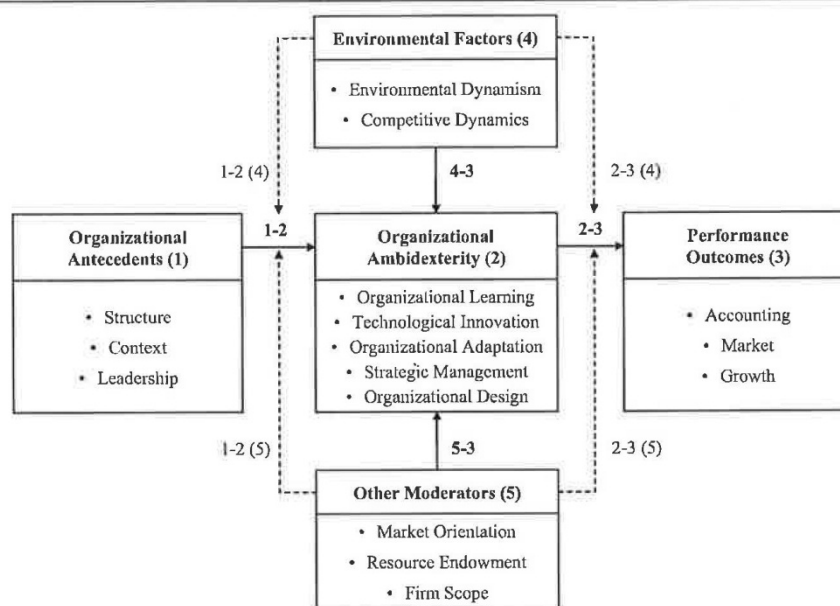 Environmental Factors (4)
• Environmental Dynamism
• Competitive Dynamics
1-2 (4)
4-3
2-3 (4)
Organizational
Antecedents (1)
• Structure
• Context
• Leadership
1-2
Organizational
Ambidexterity (2)
• Organizational Learning
• Technological Innovation
• Organizational Adaptation
• Strategic Management
• Organizational Design
2-3
Performance
Outcomes (3)
• Accounting
• Market
• Growth
1-2 (5)
5-3
2-3 (5)
Other Moderators (5)
• Market Orientation
• Resource Endowment
• Firm Scope